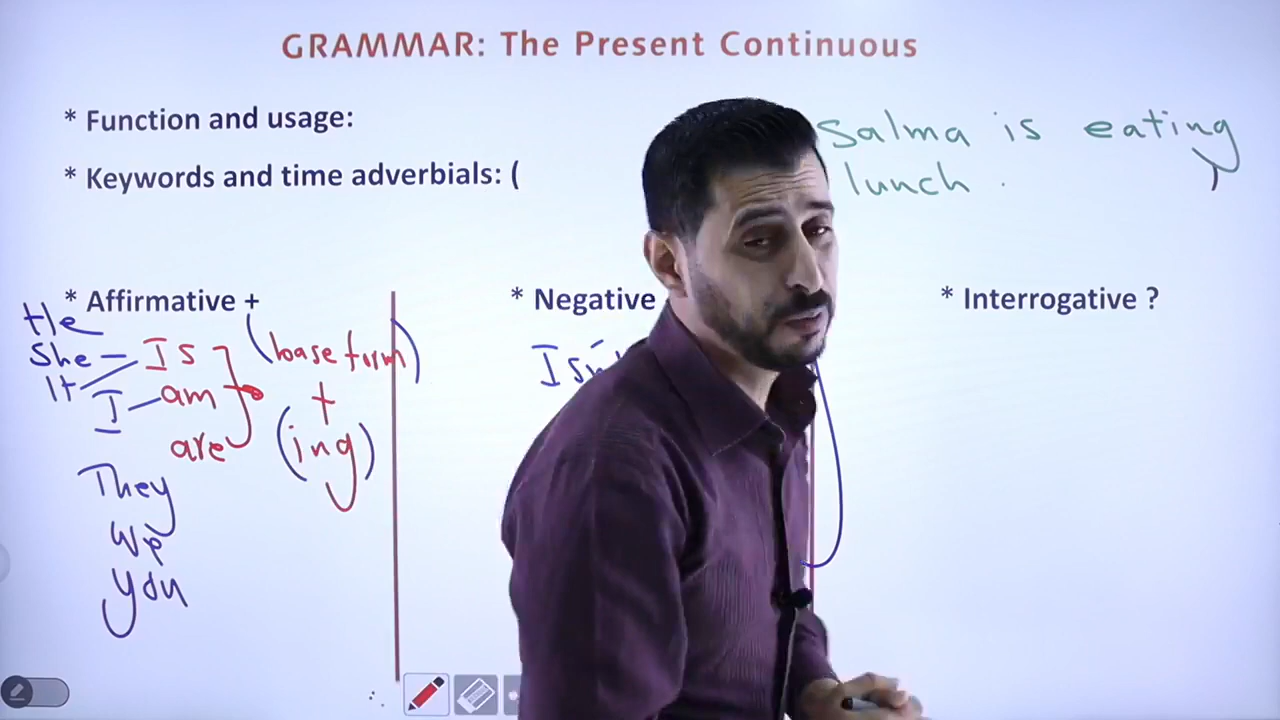 GRAMMAR: The Present Continuous
* Function and usage:
* Keywords and time adverbials: (
Salma is eating
lunch .
* Affirmative +
He
She
It
Is
I
am
are
They
We
you
(base form)
+
(ing)
* Negative
* Interrogative ?